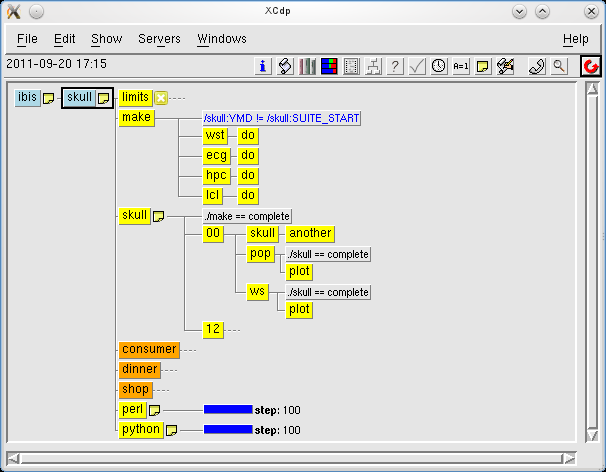 XCdp
File Edit Show Servers Windows Help
2011-09-20 17:15
i ? A=1
ibis skull limits
make /skull:YMD != /skull:SUITE_START
wst do
ecg do
hpc do
lcl do
skull ./make == complete
00 skull another
pop ./skull == complete
plot
ws ./skull == complete
plot
12
consumer
dinner
shop
perl step: 100
python step: 100